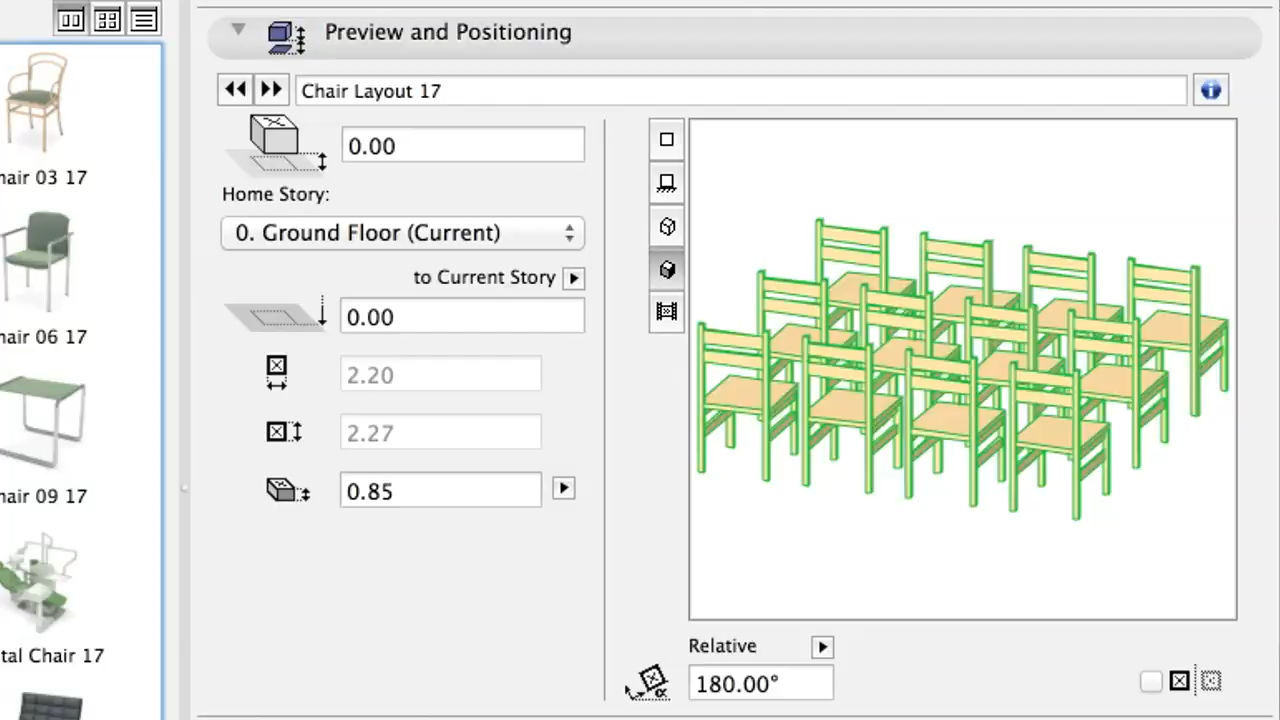 Preview and Positioning
Chair Layout 17
0.00
Home Story:
0. Ground Floor (Current)
to Current Story
0.00
2.20
2.27
0.85
Relative
180.00°
hair 03 17
hair 06 17
hair 09 17
tal Chair 17